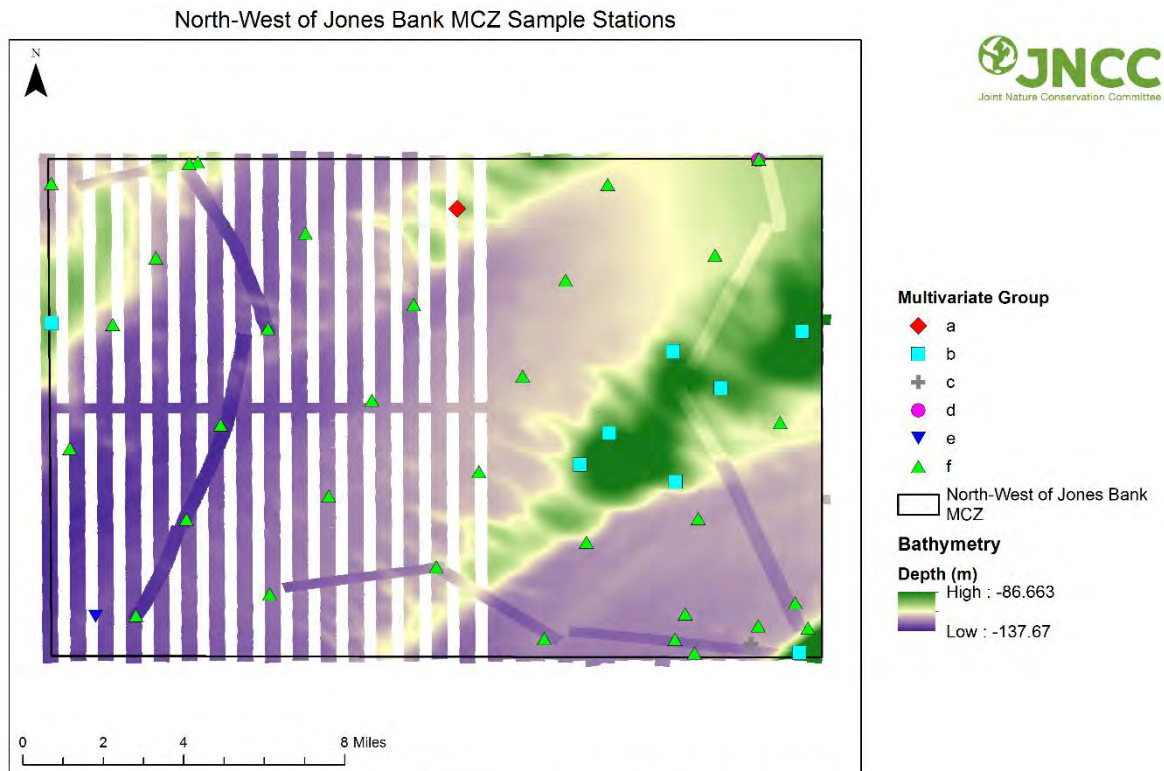 North-West of Jones Bank MCZ Sample Stations
N
JNCC
Joint Nature Conservation Committee
Multivariate Group
a
b
c
d
e
f
North-West of Jones Bank
MCZ
Bathymetry
Depth (m)
High : -86.663
Low : -137.67
0 2 4 8 Miles